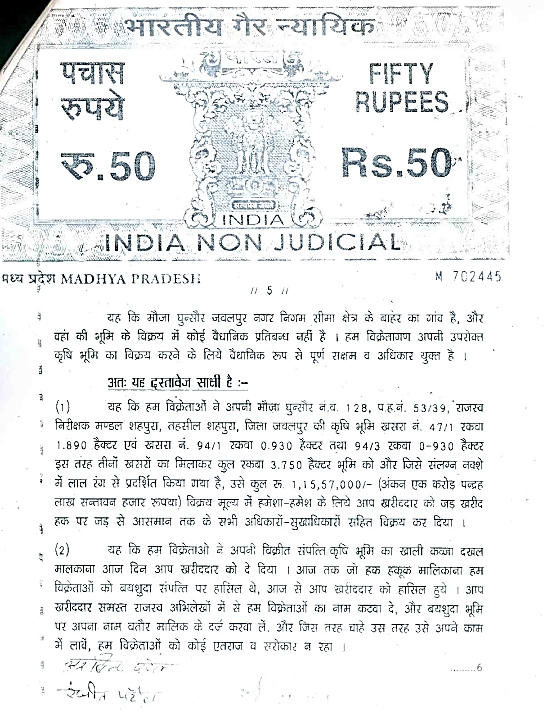 भारतीय गैर न्यायिक
पचास
रुपये
रु.50
FIFTY
RUPEES
Rs.50
INDIA
INDIA NON JUDICIAL
मध्य प्रदेश MADHYA PRADESH
M 702445
// 5 //
यह कि मौजा घुन्सौर जबलपुर नगर निगम सीमा क्षेत्र के बाहर का गांव है, और
वहां की भूमि के विक्रय में कोई वैधानिक प्रतिबन्ध नहीं है । हम विक्रेतागण अपनी उपरोक्त
कृषि भूमि का विक्रय करने के लिये वैधानिक रूप से पूर्ण सक्षम व अधिकार युक्त है ।
अतः यह दस्तावेज साक्षी है :-
(1) यह कि हम विक्रेताओं ने अपनी मौजा घुन्सौर नं.ब. 128, प.ह.नं. 53/39, राजस्व
निरीक्षक मण्डल शहपुरा, तहसील शहपुरा, जिला जबलपुर की कृषि भूमि खसरा नं. 47/1 रकवा
1.890 हैक्टर एवं खसरा नं. 94/1 रकवा 0.930 हैक्टर तथा 94/3 रकवा 0-930 हैक्टर
इस तरह तीनों खसरों का मिलाकर कुल रकवा 3.750 हैक्टर भूमि को और जिसे संलग्न नक्शे
में लाल रंग से प्रदर्शित किया गया है, उसे कुल रू. 1,15,57,000/- (अंकन एक करोड़ पन्द्रह
लाख सन्तावन हजार रूपया) विक्रय मूल्य में हमेशा-हमेश के लिये आप खरीददार को जड़ खरीद
हक पर जड़ से आसमान तक के सभी अधिकारों-सुखाधिकारों सहित विक्रय कर दिया ।
(2) यह कि हम विक्रेताओ ने अपनी विक्रीत संपत्ति कृषि भूमि का खाली कब्जा दखल
मालकाना आज दिन आप खरीददार को दे दिया । आज तक जो हक हकूक मालिकाना हम
विक्रेताओं को बयशुदा संपत्ति पर हासिल थे, आज से आप खरीददार को हासिल हुये । आप
खरीददार समस्त राजस्व अभिलेखों में से हम विक्रेताओं का नाम कटवा दे, और बयशुदा भूमि
पर अपना नाम बतौर मालिक के दर्ज करवा लें. और जिस तरह चाहे उस तरह उसे अपने काम
में लावें, हम विक्रेताओं को कोई एतराज व सरोकार न रहा ।
.........6